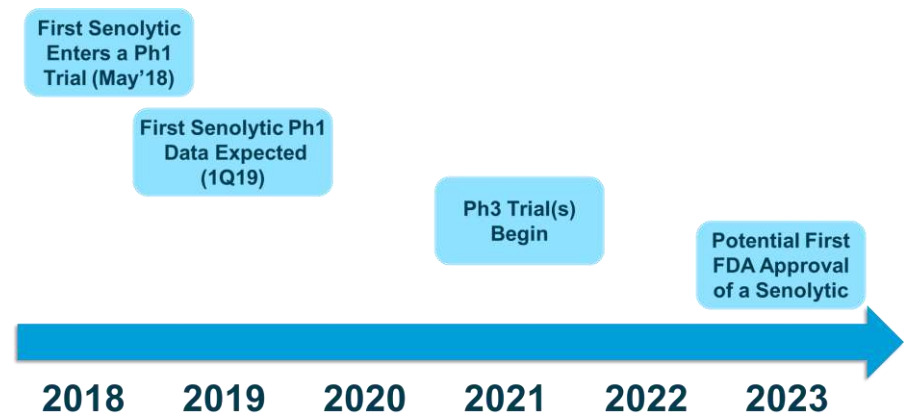 First Senolytic
Enters a Ph1
Trial (May'18)
First Senolytic Ph1
Data Expected
(1Q19)
Ph3 Trial(s)
Begin
Potential First
FDA Approval
of a Senolytic
2018 2019 2020 2021 2022 2023